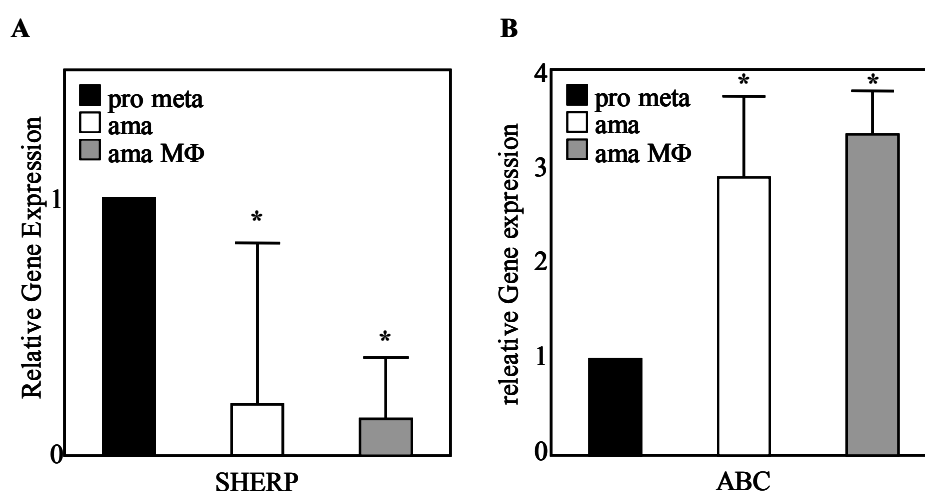 A
Relative Gene Expression
pro meta
ama
ama MΦ
1
0
*
*
SHERP
B
releative Gene expression
4
3
2
1
0
pro meta
ama
ama MΦ
*
*
ABC